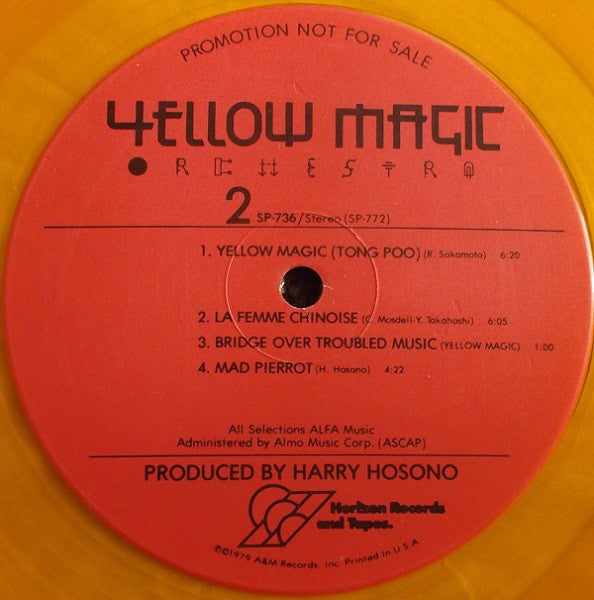 PROMOTION NOT FOR SALE
YELLOW MAGIC
ORCHESTRA
2 SP-736/Stereo (SP-772)
1. YELLOW MAGIC (TONG POO) (R. Sakamoto) 6:20
2. LA FEMME CHINOISE (C. Mosdell-Y. Takahashi) 6:05
3. BRIDGE OVER TROUBLED MUSIC (YELLOW MAGIC) 1:00
4. MAD PIERROT (H. Hosono) 4:22
All Selections ALFA Music
Administered by Almo Music Corp. (ASCAP)
PRODUCED BY HARRY HOSONO
Horizon Records
and Tapes.
℗©1979 A&M Records, Inc. Printed in U.S.A